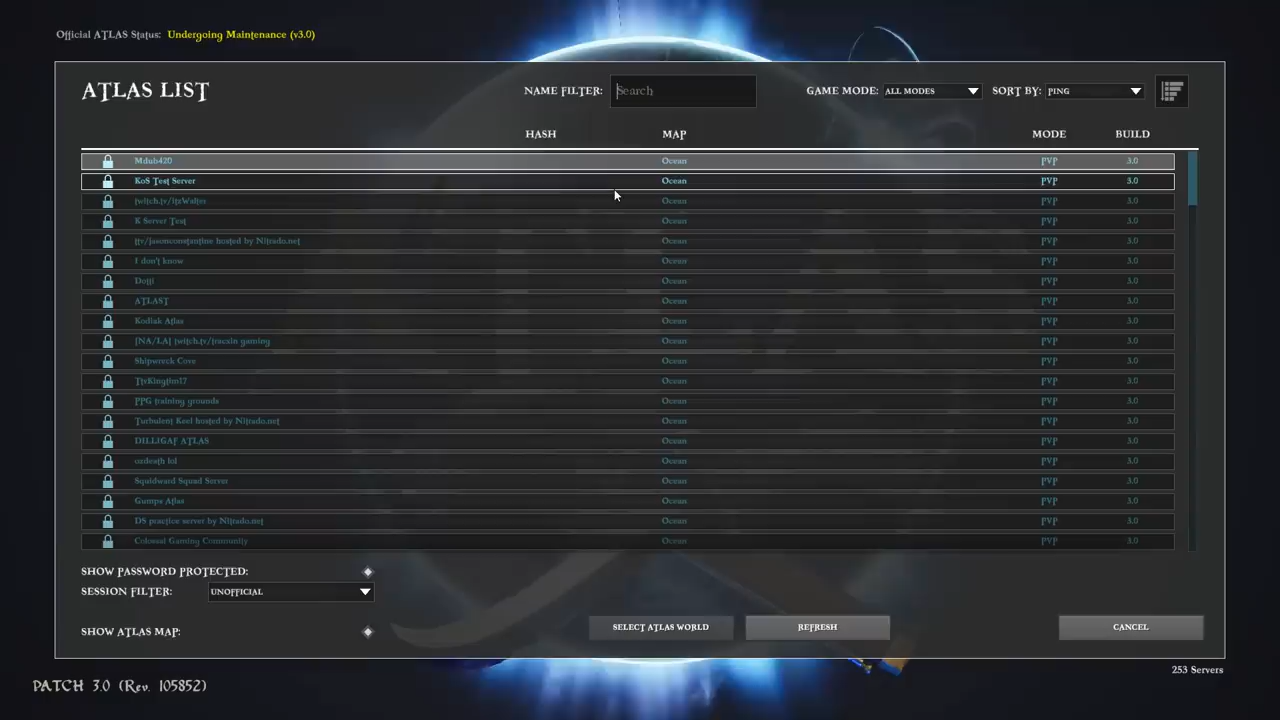 Official ATLAS Status: Undergoing Maintenance (v3.0)
ATLAS LIST NAME FILTER: Search GAME MODE: ALL MODES SORT BY: PING
HASH MAP MODE BUILD
Mdub420 Ocean PVP 3.0
KoS Test Server Ocean PVP 3.0
twitch.tv/itzWalter Ocean PVP 3.0
K Server Test Ocean PVP 3.0
ttv/jasonconstantine hosted by Nitrado.net Ocean PVP 3.0
I don't know Ocean PVP 3.0
Dotti Ocean PVP 3.0
ATLAST Ocean PVP 3.0
Kodiak Atlas Ocean PVP 3.0
[NA/LA] twitch.tv/tracxin gaming Ocean PVP 3.0
Shipwreck Cove Ocean PVP 3.0
TtvKingtim17 Ocean PVP 3.0
PPG training grounds Ocean PVP 3.0
Turbulent Keel hosted by Nitrado.net Ocean PVP 3.0
DILLIGAF ATLAS Ocean PVP 3.0
ozdeath lol Ocean PVP 3.0
Squidward Squad Server Ocean PVP 3.0
Gumps Atlas Ocean PVP 3.0
DS practice server by Nitrado.net Ocean PVP 3.0
Colossal Gaming Community Ocean PVP 3.0
SHOW PASSWORD PROTECTED:
SESSION FILTER: UNOFFICIAL
SHOW ATLAS MAP: SELECT ATLAS WORLD REFRESH CANCEL
253 Servers
PATCH 3.0 (Rev. 105852)